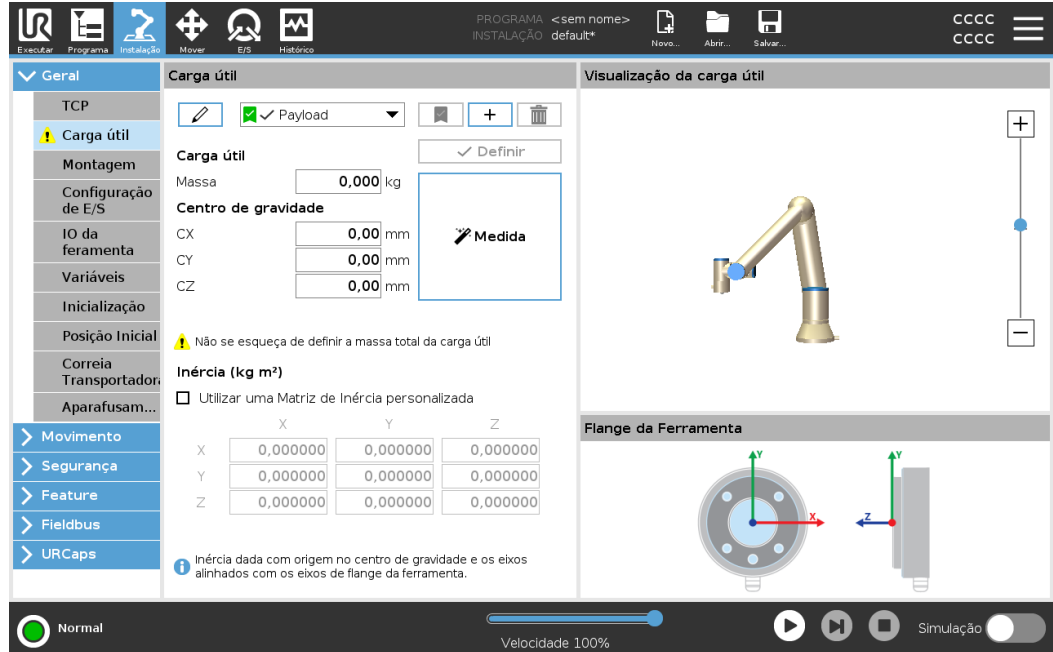 PROGRAMA <sem nome>
INSTALAÇÃO default*
Executar Programa Instalação Mover E/S Histórico Novo... Abrir... Salvar...
CCCC
CCCC
Geral
TCP
Carga útil
Montagem
Configuração
de E/S
IO da
feramenta
Variáveis
Inicialização
Posição Inicial
Correia
Transportador
Aparafusam...
Movimento
Segurança
Feature
Fieldbus
URCaps
Carga útil
Payload
Definir
Carga útil
Massa 0,000 kg
Centro de gravidade
CX 0,00 mm
CY 0,00 mm
CZ 0,00 mm
Medida
Não se esqueça de definir a massa total da carga útil
Inércia (kg m²)
Utilizar uma Matriz de Inércia personalizada
X Y Z
X 0,000000 0,000000 0,000000
Y 0,000000 0,000000 0,000000
Z 0,000000 0,000000 0,000000
Inércia dada com origem no centro de gravidade e os eixos
alinhados com os eixos de flange da ferramenta.
Visualização da carga útil
Flange da Ferramenta
Y Y
X Z
Normal
Velocidade 100%
Simulação